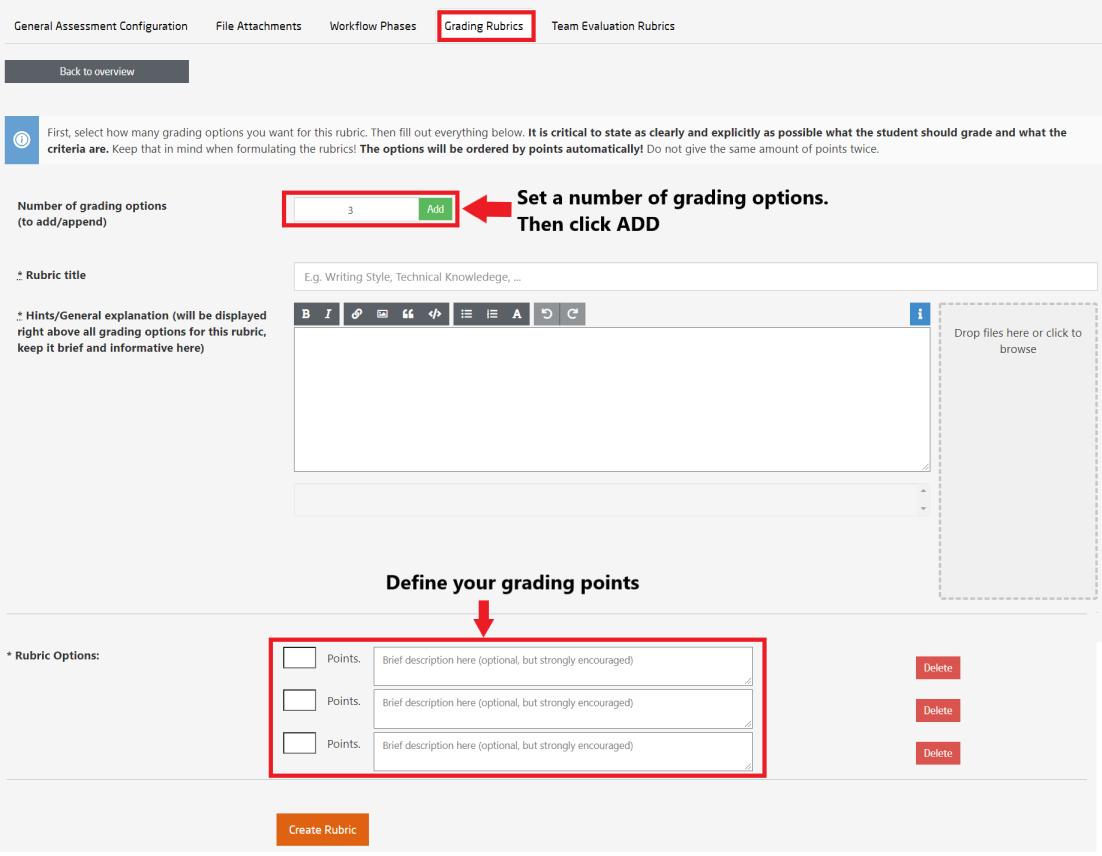 General Assessment Configuration File Attachments Workflow Phases Grading Rubrics Team Evaluation Rubrics
Back to overview
First, select how many grading options you want for this rubric. Then fill out everything below. It is critical to state as clearly and explicitly as possible what the student should grade and what the
criteria are. Keep that in mind when formulating the rubrics! The options will be ordered by points automatically! Do not give the same amount of points twice.
Number of grading options
(to add/append)
3 Add
Set a number of grading options.
Then click ADD
* Rubric title
E.g. Writing Style, Technical Knowledege, ...
* Hints/General explanation (will be displayed
right above all grading options for this rubric,
keep it brief and informative here)
Drop files here or click to
browse
Define your grading points
* Rubric Options:
Points. Brief description here (optional, but strongly encouraged) Delete
Points. Brief description here (optional, but strongly encouraged) Delete
Points. Brief description here (optional, but strongly encouraged) Delete
Create Rubric